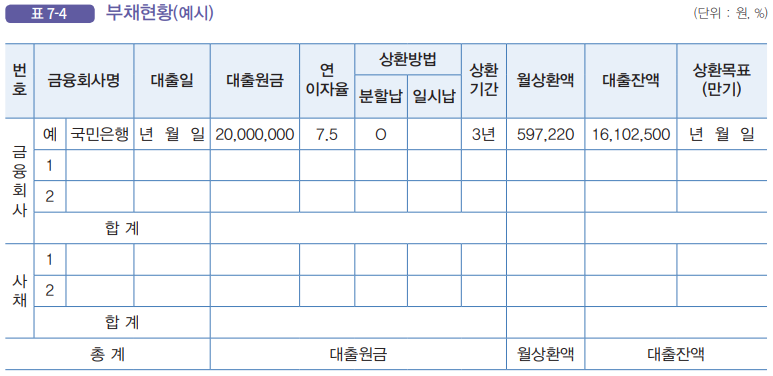 표 7-4 부채현황(예시) (단위 : 원, %)
번호 금융회사명 대출일 대출원금 연이자율 상환방법 상환기간 월상환액 대출잔액 상환목표(만기)
분할납 일시납
금융회사 예 국민은행 년 월 일 20,000,000 7.5 O 3년 597,220 16,102,500 년 월 일
1
2
합 계
사채 1
2
합 계
총 계 대출원금 월상환액 대출잔액